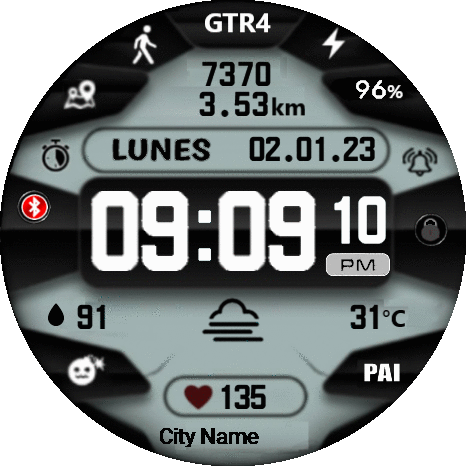 GTR4
7370
96%
3.53km
LUNES 02.01.23
09:09 10
PM
91
31°C
PAI
135
City Name